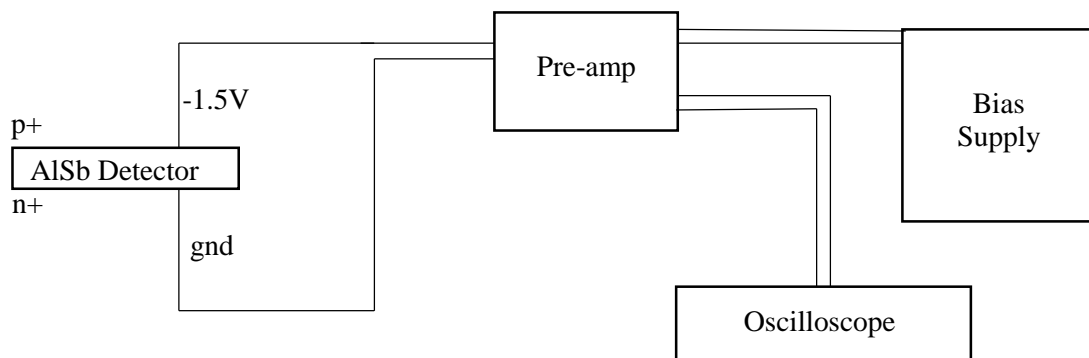 Pre-amp
Bias
Supply
-1.5V
p+
AlSb Detector
n+
gnd
Oscilloscope